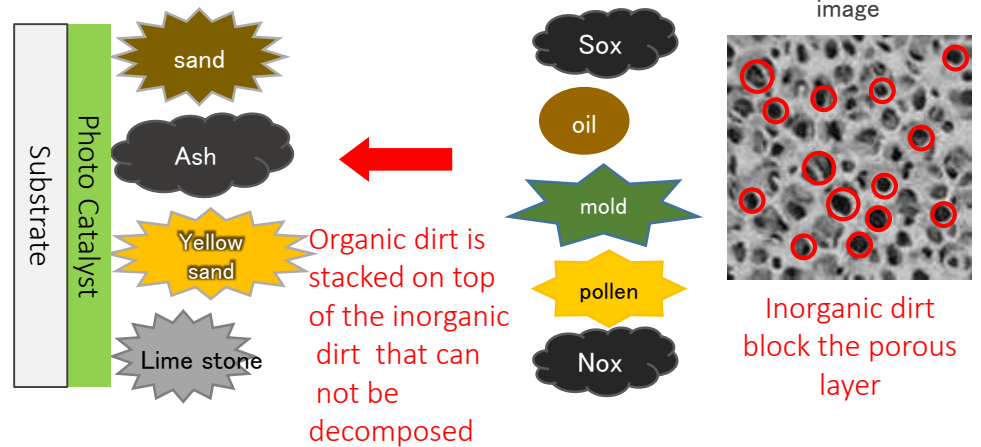 Substrate
Photo Catalyst
sand
Ash
Yellow
sand
Lime stone
Organic dirt is
stacked on top
of the inorganic
dirt that can
not be
decomposed
Sox
oil
mold
pollen
Nox
image
Inorganic dirt
block the porous
layer